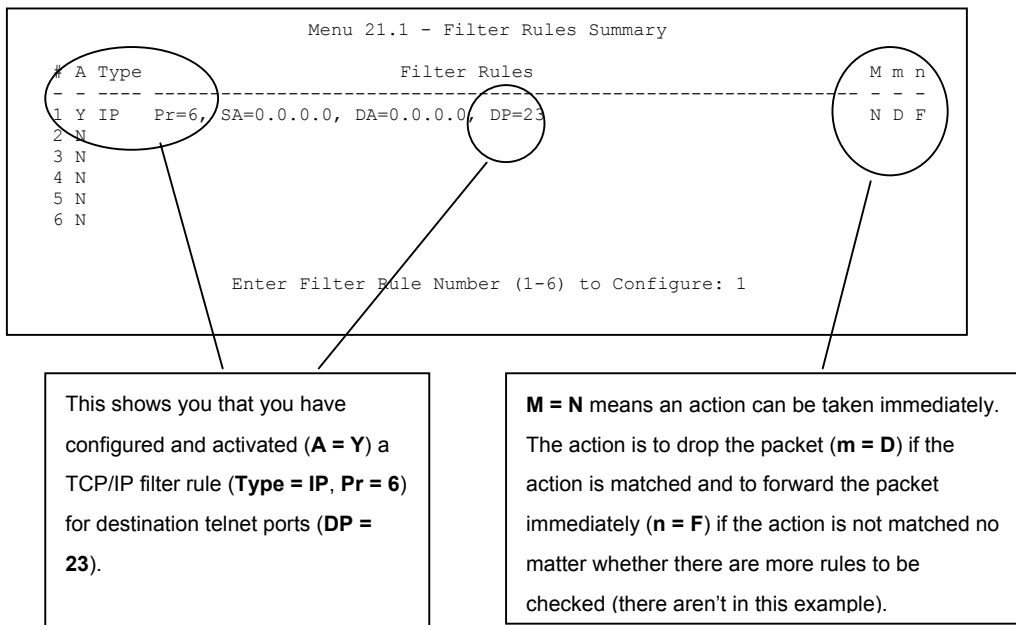 Menu 21.1 - Filter Rules Summary
# A Type Filter Rules M m n
- - ---- --------------------------------------------------------------- - - -
1 Y IP Pr=6, SA=0.0.0.0, DA=0.0.0.0, DP=23 N D F
2 N
3 N
4 N
5 N
6 N
Enter Filter Rule Number (1-6) to Configure: 1
This shows you that you have
configured and activated (A = Y) a
TCP/IP filter rule (Type = IP, Pr = 6)
for destination telnet ports (DP =
23).
M = N means an action can be taken immediately.
The action is to drop the packet (m = D) if the
action is matched and to forward the packet
immediately (n = F) if the action is not matched no
matter whether there are more rules to be
checked (there aren't in this example).